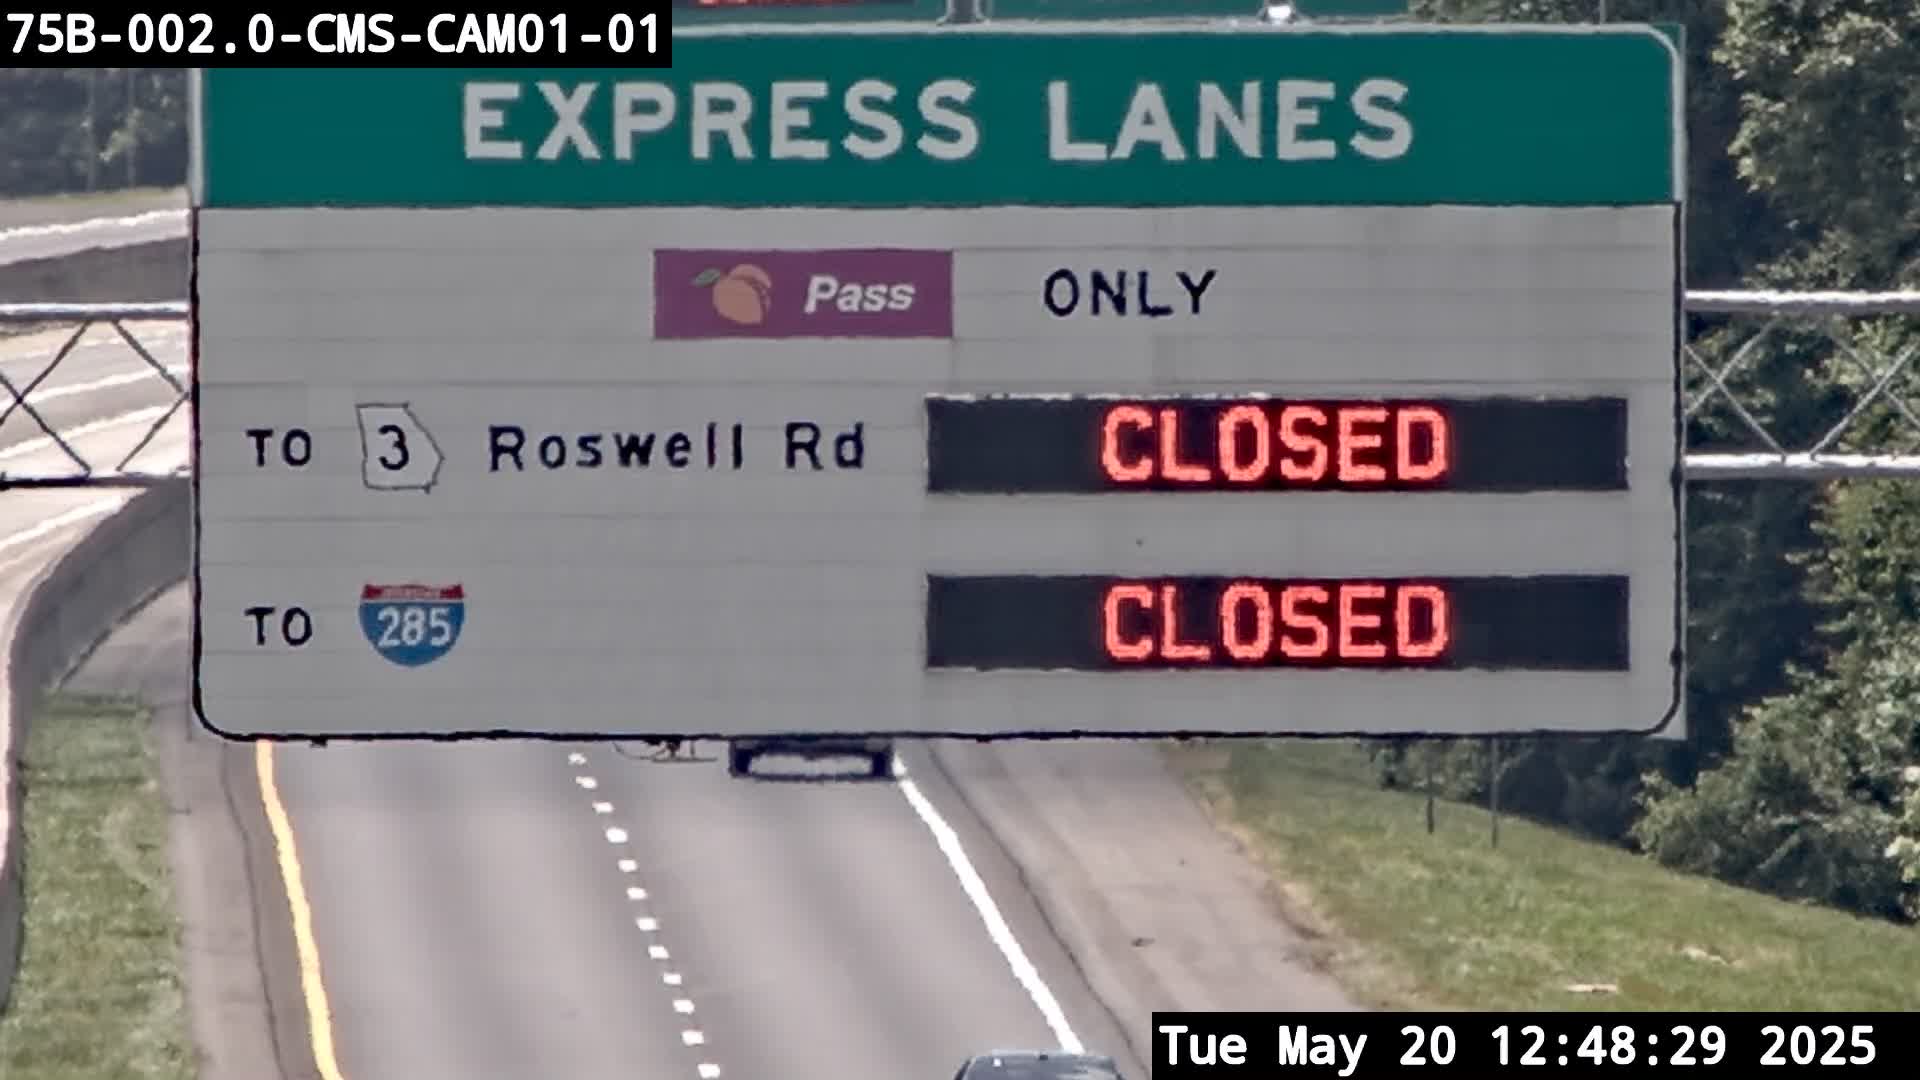 75B-002.0-CMS-CAM01-01
EXPRESS LANES
Pass ONLY
TO 3 Roswell Rd CLOSED
TO 285 CLOSED
Tue May 20 12:48:29 2025